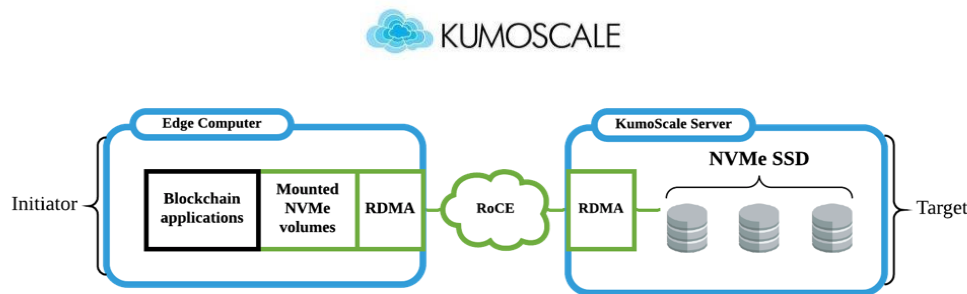 KUMOSCALE
Edge Computer
KumoScale Server
NVMe SSD
Initiator
Blockchain
applications
Mounted
NVMe
volumes
RDMA
RoCE
RDMA
Target